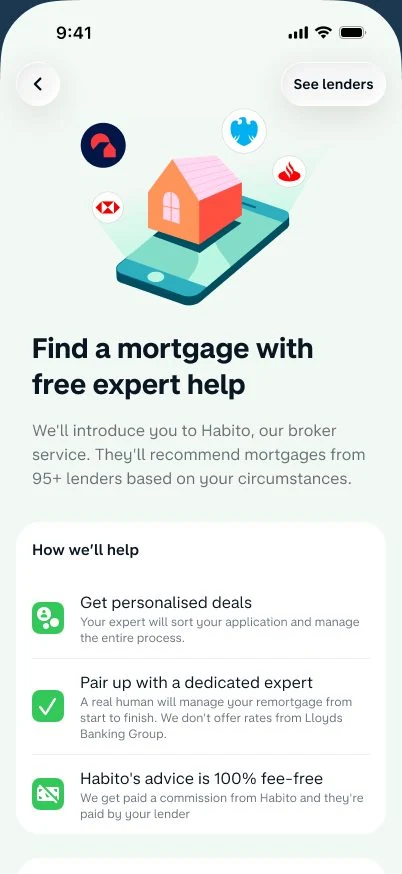 9:41
See lenders
Find a mortgage with
free expert help
We'll introduce you to Habito, our broker
service. They'll recommend mortgages from
95+ lenders based on your circumstances.
How we'll help
Get personalised deals
Your expert will sort your application and manage
the entire process.
Pair up with a dedicated expert
A real human will manage your remortgage from
start to finish. We don't offer rates from Lloyds
Banking Group.
Habito's advice is 100% fee-free
We get paid a commission from Habito and they're
paid by your lender